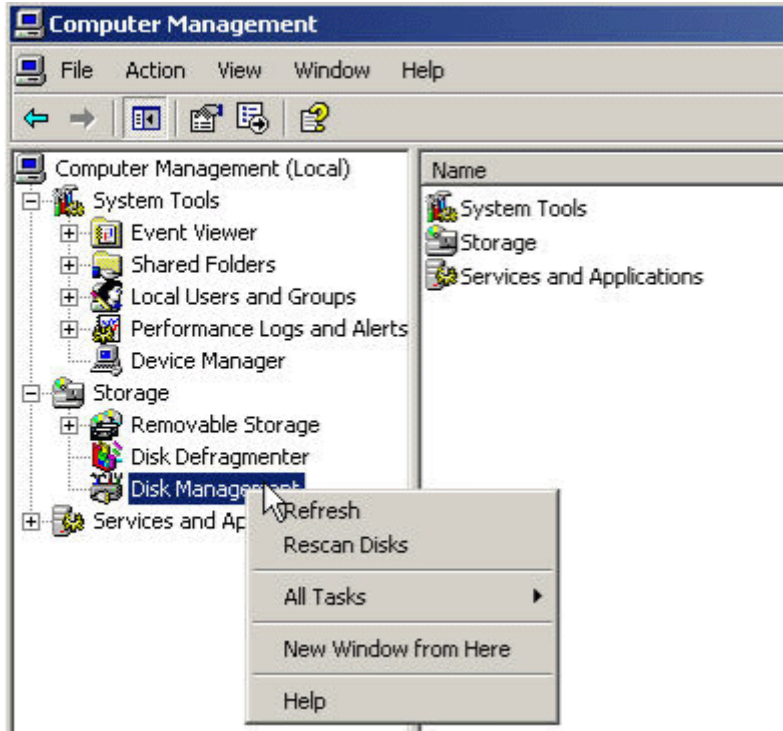 Computer Management
File Action View Window Help
Computer Management (Local)
System Tools
Event Viewer
Shared Folders
Local Users and Groups
Performance Logs and Alerts
Device Manager
Storage
Removable Storage
Disk Defragmenter
Disk Management
Services and Ap
Name
System Tools
Storage
Services and Applications
Refresh
Rescan Disks
All Tasks
New Window from Here
Help